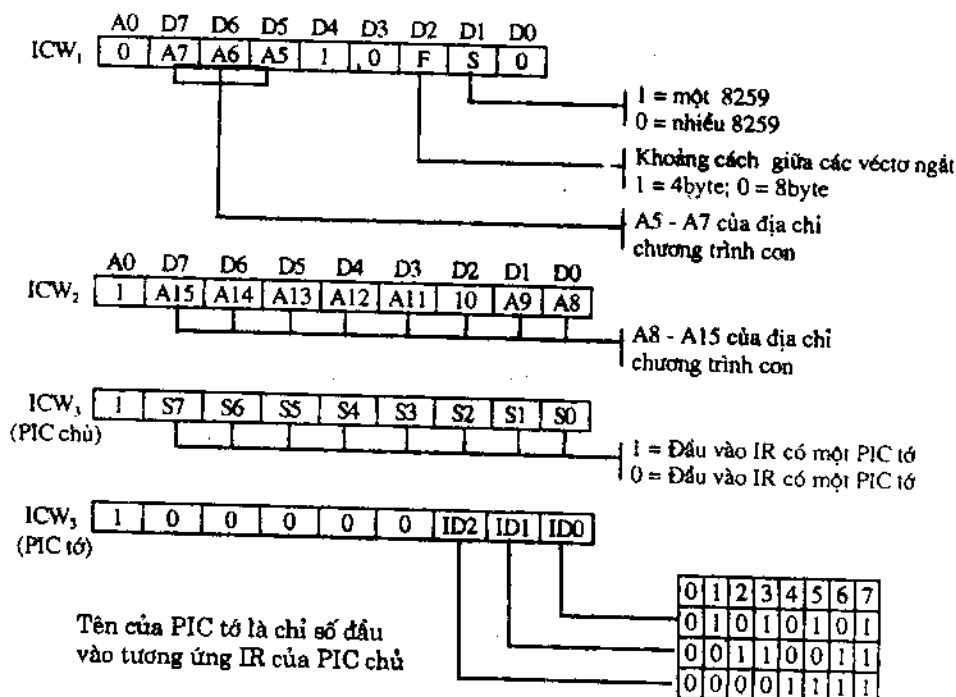 A0 D7 D6 D5 D4 D3 D2 D1 D0
ICW₁ 0 A7 A6 A5 1 0 F S 0
1 = một 8259
0 = nhiều 8259
Khoảng cách giữa các véctơ ngắt
1 = 4byte; 0 = 8byte
A5 - A7 của địa chỉ
chương trình con
A0 D7 D6 D5 D4 D3 D2 D1 D0
ICW₂ 1 A15 A14 A13 A12 A11 10 A9 A8
A8 - A15 của địa chỉ
chương trình con
ICW₃ 1 S7 S6 S5 S4 S3 S2 S1 S0
(PIC chủ)
1 = Đầu vào IR có một PIC tớ
0 = Đầu vào IR có một PIC tớ
ICW₃ 1 0 0 0 0 0 ID2 ID1 ID0
(PIC tớ)
0 1 2 3 4 5 6 7
0 1 0 1 0 1 0 1
0 0 1 1 0 0 1 1
0 0 0 0 1 1 1 1
Tên của PIC tớ là chỉ số đầu
vào tương ứng IR của PIC chủ